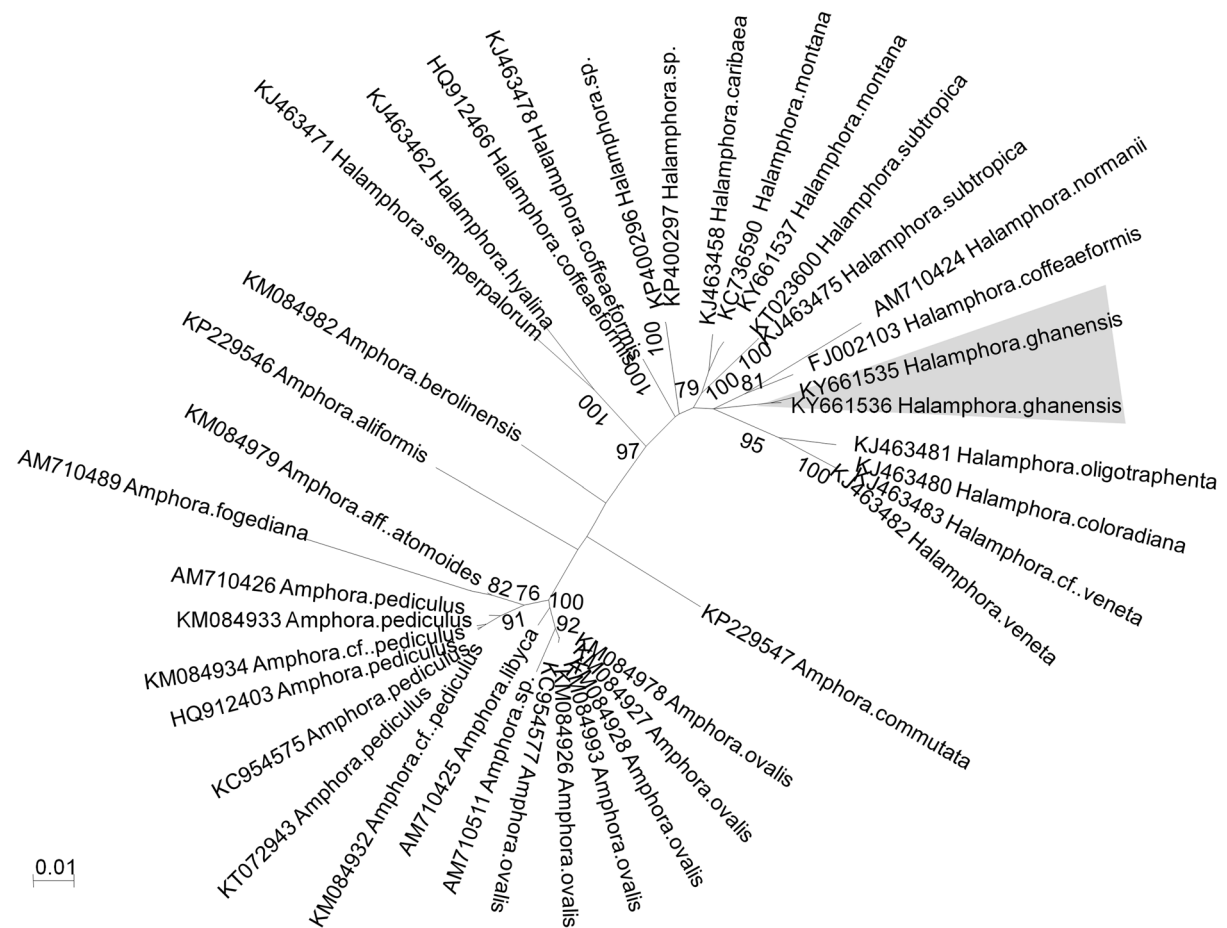 KJ463471 Halamphora.semperpalorum
KJ463462 Halamphora.hyalina
HQ912466 Halamphora.coffeaeformis
KJ463478 Halamphora.coffeaeformis
KP400296 Halamphora.sp.
KP400297 Halamphora.sp.
KJ463458 Halamphora.caribaea
KC736590 Halamphora.montana
KY661537 Halamphora.montana
KT023600 Halamphora.subtropica
KJ463475 Halamphora.subtropica
AM710424 Halamphora.normanii
FJ002103 Halamphora.coffeaeformis
KY661535 Halamphora.ghanensis
KY661536 Halamphora.ghanensis
KJ463481 Halamphora.oligotraphenta
KJ463480 Halamphora.coloradiana
KJ463483 Halamphora.cf..veneta
KJ463482 Halamphora.veneta
KP229547 Amphora.commutata
KM084978 Amphora.ovalis
KM084927 Amphora.ovalis
KM084928 Amphora.ovalis
KM084993 Amphora.ovalis
KM084926 Amphora.ovalis
KC954577 Amphora.ovalis
AM710511 Amphora.sp.
AM710425 Amphora.libyca
KM084932 Amphora.cf..pediculus
KT072943 Amphora.pediculus
KC954575 Amphora.pediculus
HQ912403 Amphora.pediculus
KM084934 Amphora.cf..pediculus
KM084933 Amphora.pediculus
AM710426 Amphora.pediculus
AM710489 Amphora.fogediana
KM084979 Amphora.aff..atomoides
KP229546 Amphora.aliformis
KM084982 Amphora.berolinensis
100
100
100
97
79
100
100
81
95
100
82
76
100
91
92
0.01